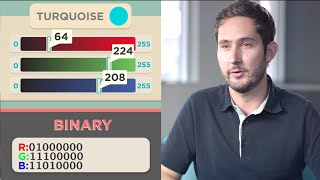 TURQUOISE
64
0 255
224
0 255
208
0 255
BINARY
R:01000000
G:11100000
B:11010000